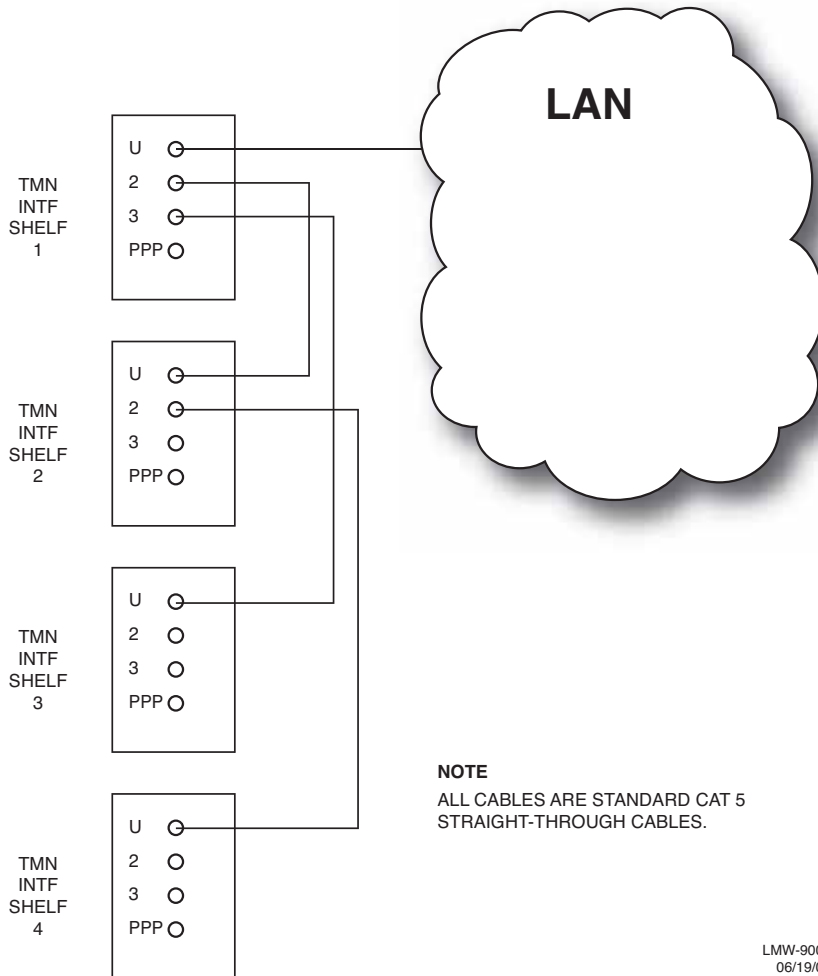 LAN
TMN
INTF
SHELF
1
U
2
3
PPP
TMN
INTF
SHELF
2
U
2
3
PPP
TMN
INTF
SHELF
3
U
2
3
PPP
TMN
INTF
SHELF
4
U
2
3
PPP
NOTE
ALL CABLES ARE STANDARD CAT 5
STRAIGHT-THROUGH CABLES.